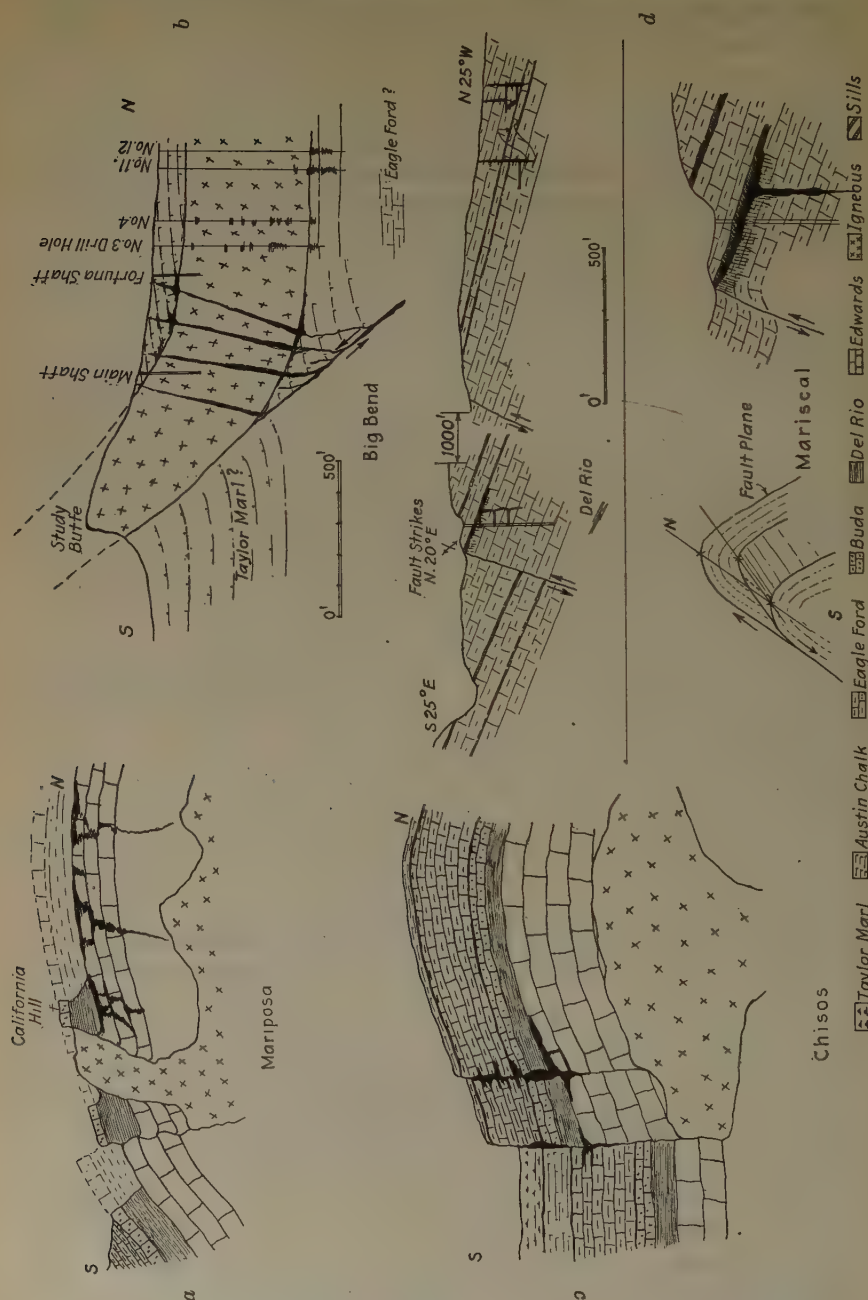 a
California
Hill
S
N
Mariposa
b
S
N
Study
Butte
Main Shaft
Fortuna Shaft
No.3 Drill Hole
No.4
No.11.
No.12
Taylor Marl ?
Eagle Ford ?
0' 500'
Big Bend
c
S
N
Chisos
S 25° E
Fault Strikes
N. 20° E
1000'
N 25° W
Del Rio
0' 500'
d
N
Fault Plane
S
Mariscal
Taylor Marl Austin Chalk Eagle Ford Buda Del Rio Edwards Igneous Sills